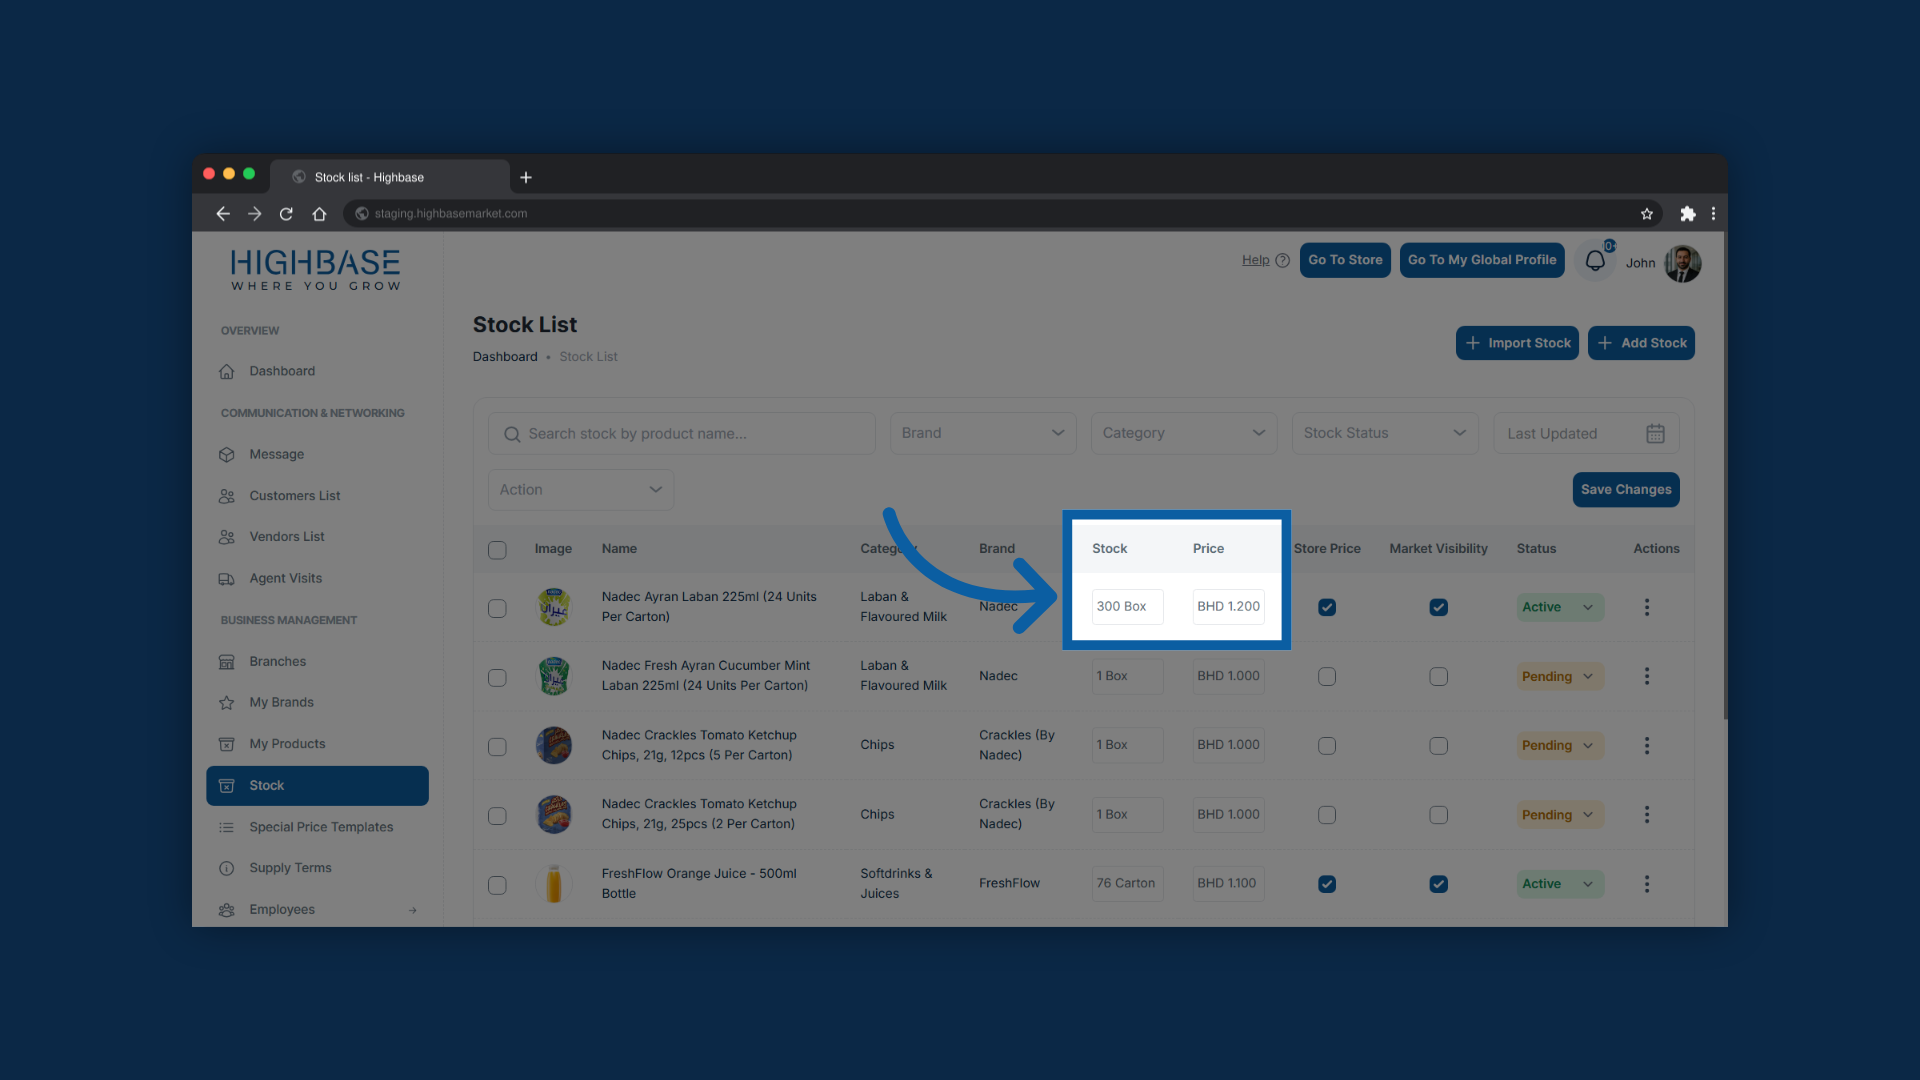 Stock list - Highbase
staging.highbasemarket.com
HIGHBASE
WHERE YOU GROW
Help
Go To Store
Go To My Global Profile
John
OVERVIEW
Dashboard
COMMUNICATION & NETWORKING
Message
Customers List
Vendors List
Agent Visits
BUSINESS MANAGEMENT
Branches
My Brands
My Products
Stock
Special Price Templates
Supply Terms
Employees
Stock List
Dashboard • Stock List
Import Stock
Add Stock
Search stock by product name...
Brand
Category
Stock Status
Last Updated
Action
Save Changes
Image Name Category Brand Stock Price Store Price Market Visibility Status Actions
Nadec Ayran Laban 225ml (24 Units
Per Carton)
Laban &
Flavoured Milk
Nadec
300 Box
BHD 1.200
Active
Nadec Fresh Ayran Cucumber Mint
Laban 225ml (24 Units Per Carton)
Laban &
Flavoured Milk
Nadec
1 Box
BHD 1.000
Pending
Nadec Crackles Tomato Ketchup
Chips, 21g, 12pcs (5 Per Carton)
Chips
Crackles (By
Nadec)
1 Box
BHD 1.000
Pending
Nadec Crackles Tomato Ketchup
Chips, 21g, 25pcs (2 Per Carton)
Chips
Crackles (By
Nadec)
1 Box
BHD 1.000
Pending
FreshFlow Orange Juice - 500ml
Bottle
Softdrinks &
Juices
FreshFlow
76 Carton
BHD 1.100
Active